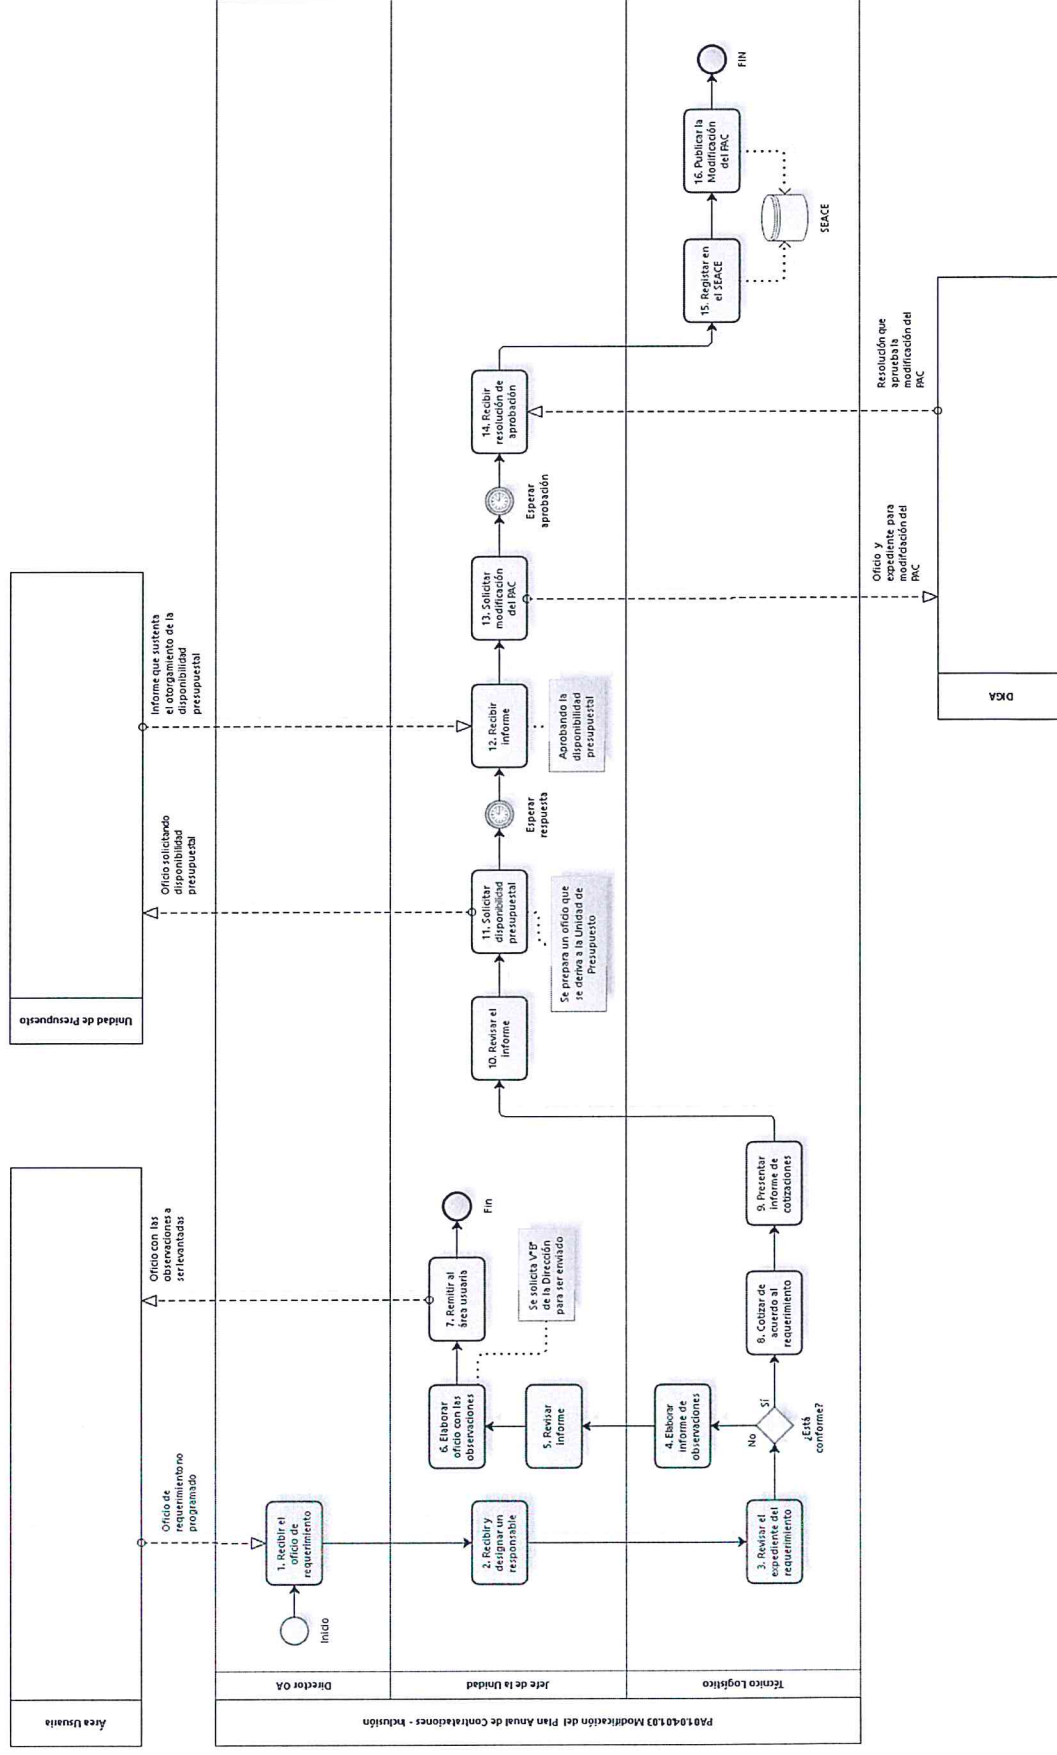 Área Usuaria
Unidad de Presupuesto
Oficio de
requerimiento no
programado
Oficio con las
observaciones a
ser levantadas
Oficio solicitando
disponibilidad
presupuestal
Informe que sustenta
el otorgamiento de la
disponibilidad
presupuestal
PA01.04.01.03 Modificación del Plan Anual de Contrataciones - Inclusión
Director OA
Inicio
1. Recibir el
oficio de
requerimiento
Jefe de la Unidad
2. Recibir y
designar un
responsable
6. Elaborar
oficio con las
observaciones
7. Remitir al
área usuaria
Fin
5. Revisar
informe
Se solicita V°B°
de la Dirección
para ser enviado
10. Revisar el
informe
11. Solicitar
disponibilidad
presupuestal
Se prepara un oficio que
se deriva a la Unidad de
Presupuesto
Esperar
respuesta
12. Recibir
informe
Aprobando la
disponibilidad
presupuestal
13. Solicitar
modificación
del PAC
Esperar
aprobación
14. Recibir
resolución de
aprobación
Técnico Logístico
3. Revisar el
expediente del
requerimiento
¿Está
conforme?
No
Sí
4. Elaborar
informe de
observaciones
8. Cotizar de
acuerdo al
requerimiento
9. Presentar
informe de
cotizaciones
15. Registar en
el SEACE
16. Publicar la
Modificación
del PAC
FIN
SEACE
Oficio y
expediente para
modifdación del
PAC
Resolución que
aprueba la
modificación del
PAC
DIGA